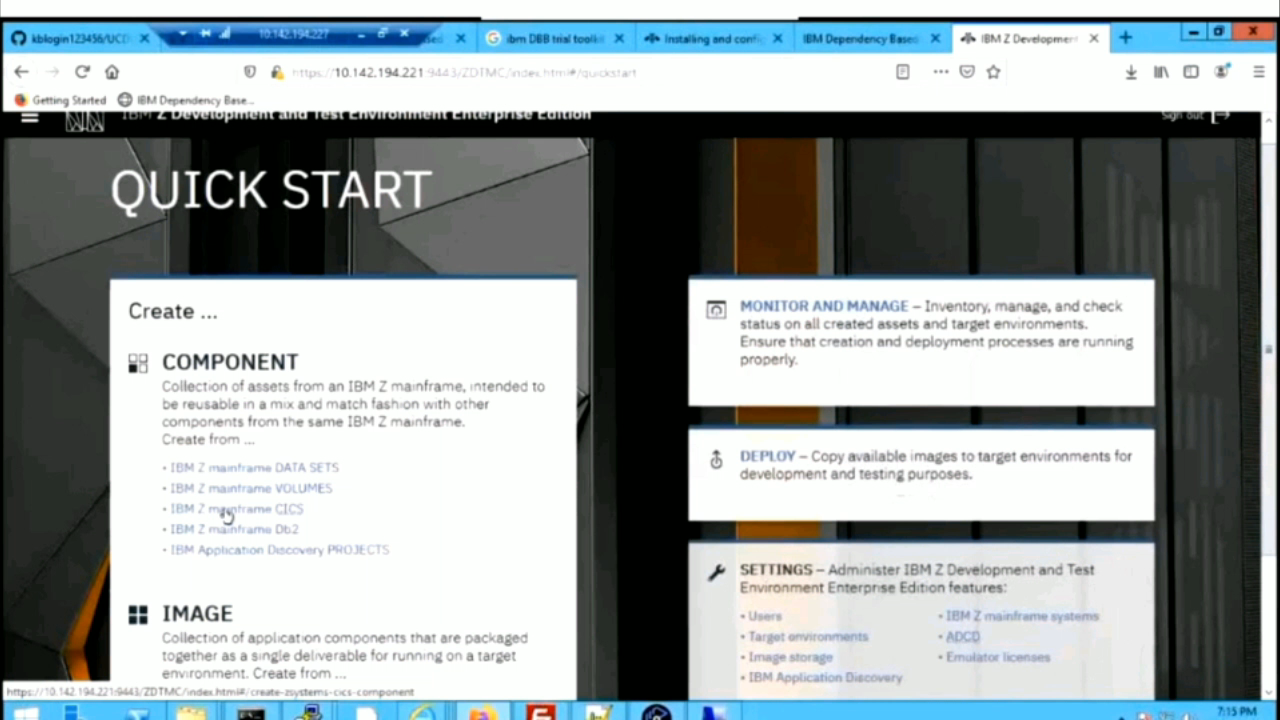 kblogin123456/UCD
10.142.194.227
ased
ibm DBB trial toolki
Installing and config
IBM Dependency Based
IBM Z Development
https://10.142.194.221:9443/ZDTMC/index.html#/quickstart
Getting Started
IBM Dependency Base...
IBM Z Development and Test Environment Enterprise Edition
Sign out
QUICK START
Create ...
COMPONENT
Collection of assets from an IBM Z mainframe, intended to
be reusable in a mix and match fashion with other
components from the same IBM Z mainframe.
Create from ...
• IBM Z mainframe DATA SETS
• IBM Z mainframe VOLUMES
• IBM Z mainframe CICS
• IBM Z mainframe Db2
• IBM Application Discovery PROJECTS
IMAGE
Collection of application components that are packaged
together as a single deliverable for running on a target
environment. Create from ...
MONITOR AND MANAGE – Inventory, manage, and check
status on all created assets and target environments.
Ensure that creation and deployment processes are running
properly.
DEPLOY – Copy available images to target environments for
development and testing purposes.
SETTINGS – Administer IBM Z Development and Test
Environment Enterprise Edition features:
• Users
• Target environments
• Image storage
• IBM Application Discovery
• IBM Z mainframe systems
• ADCD
• Emulator licenses
https://10.142.194.221:9443/ZDTMC/index.html#/create-zsystems-cics-component
7:15 PM